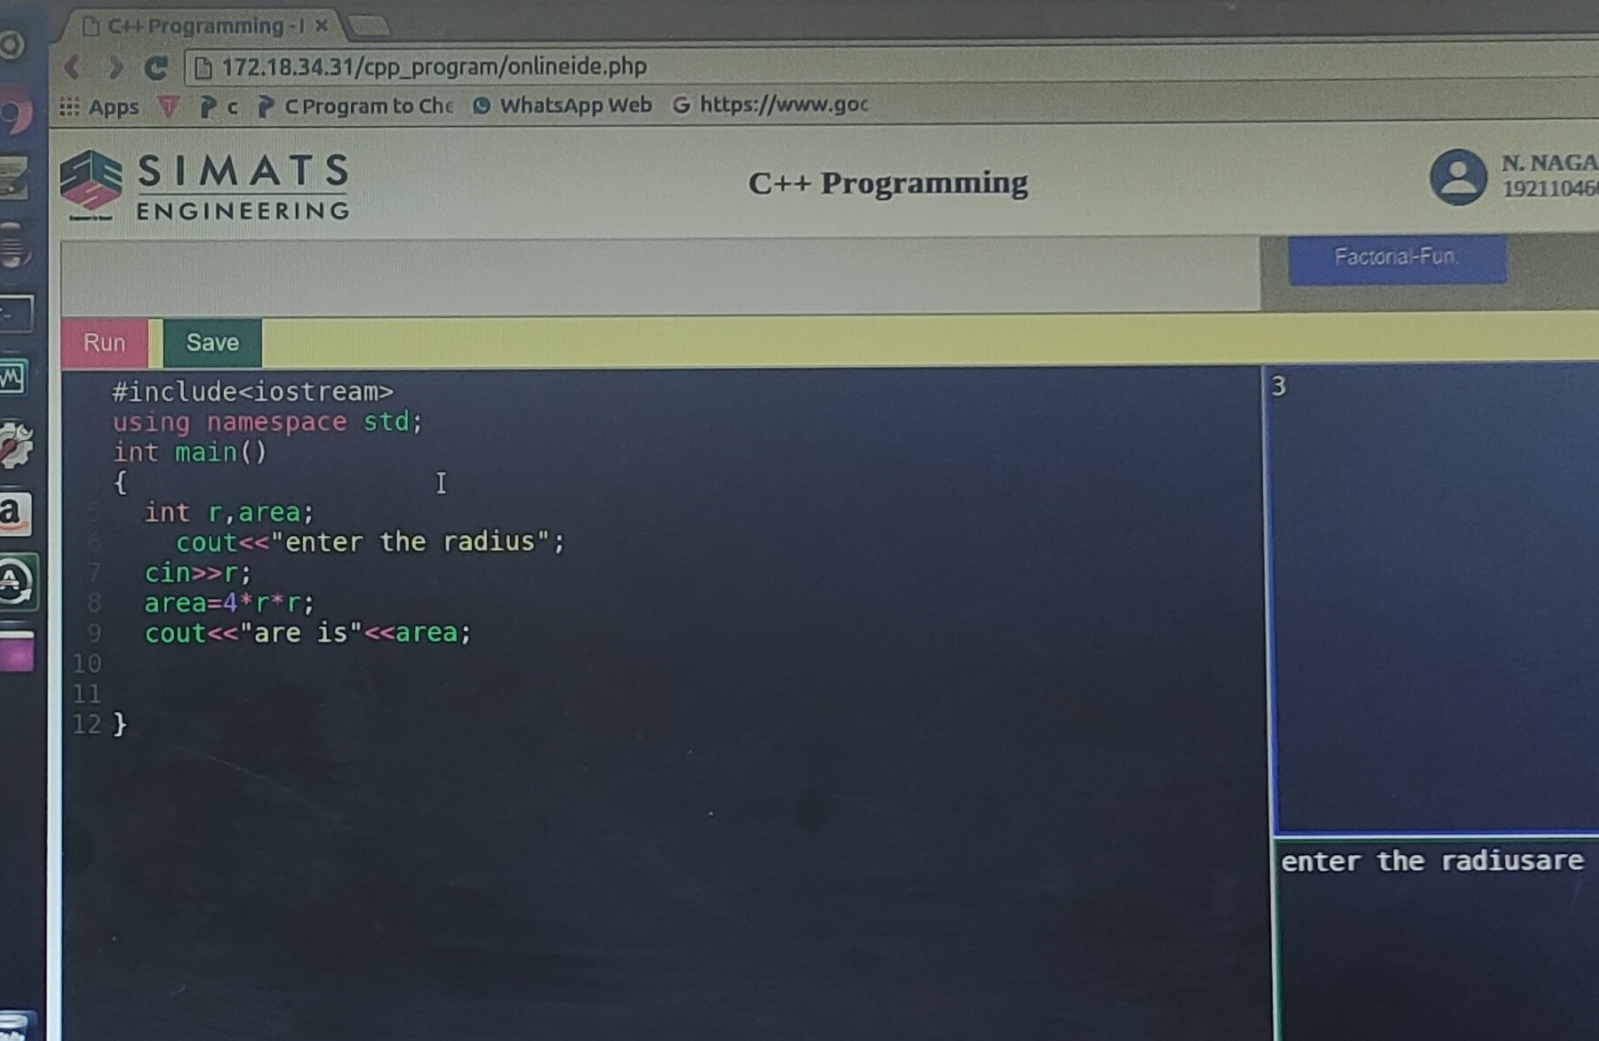 C++ Programming - I
172.18.34.31/cpp_program/onlineide.php
Apps
c
C Program to Che
WhatsApp Web
https://www.goc
SIMATS
ENGINEERING
C++ Programming
N. NAGA
19211046
Factorial-Fun.
Run
Save
#include<iostream>
using namespace std;
int main()
{
5 int r,area;
6 cout<<"enter the radius";
7 cin>>r;
8 area=4*r*r;
9 cout<<"are is"<<area;
10
11
12 }
3
enter the radiusare